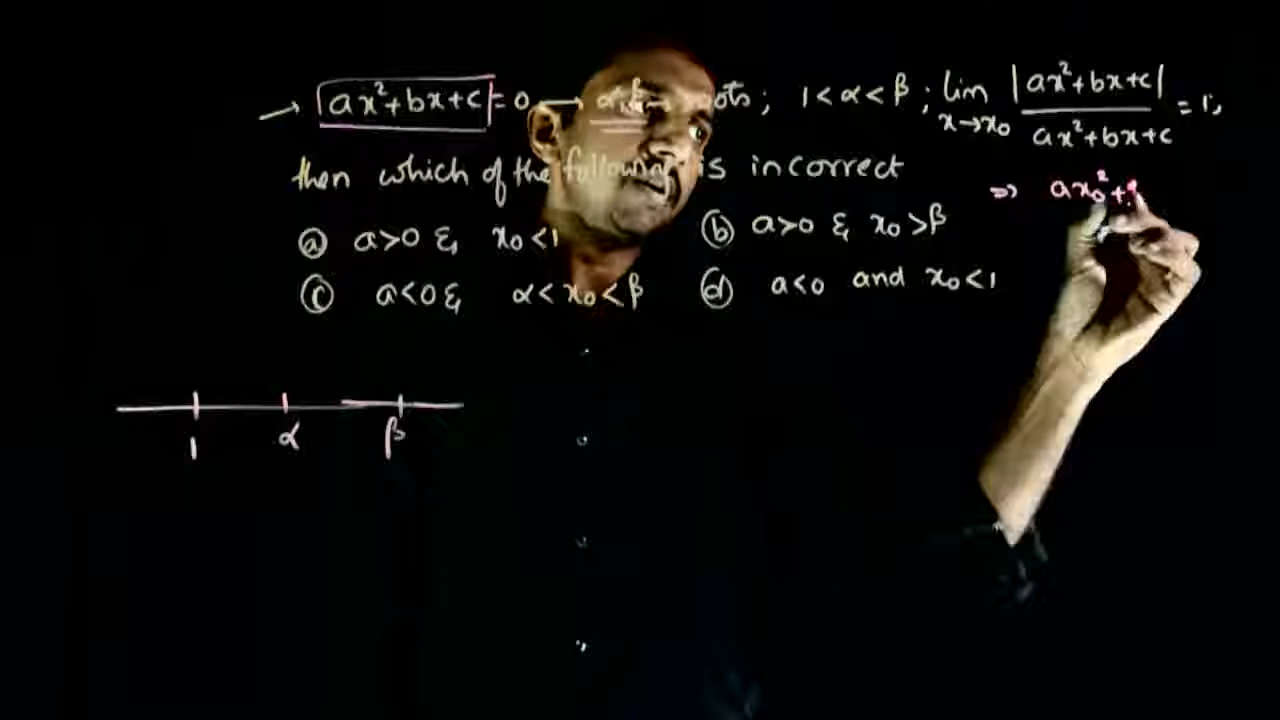 → ax²+bx+c = 0 → α, β → roots; 1 < α < β; lim x→x₀ |ax²+bx+c| / ax²+bx+c = 1,
then which of the following is incorrect
⇒ ax₀²+
ⓐ a>0 & x₀<1 ⓑ a>0 & x₀>β
ⓒ a<0 & α<x₀<β ⓓ a<0 and x₀<1
1 α β